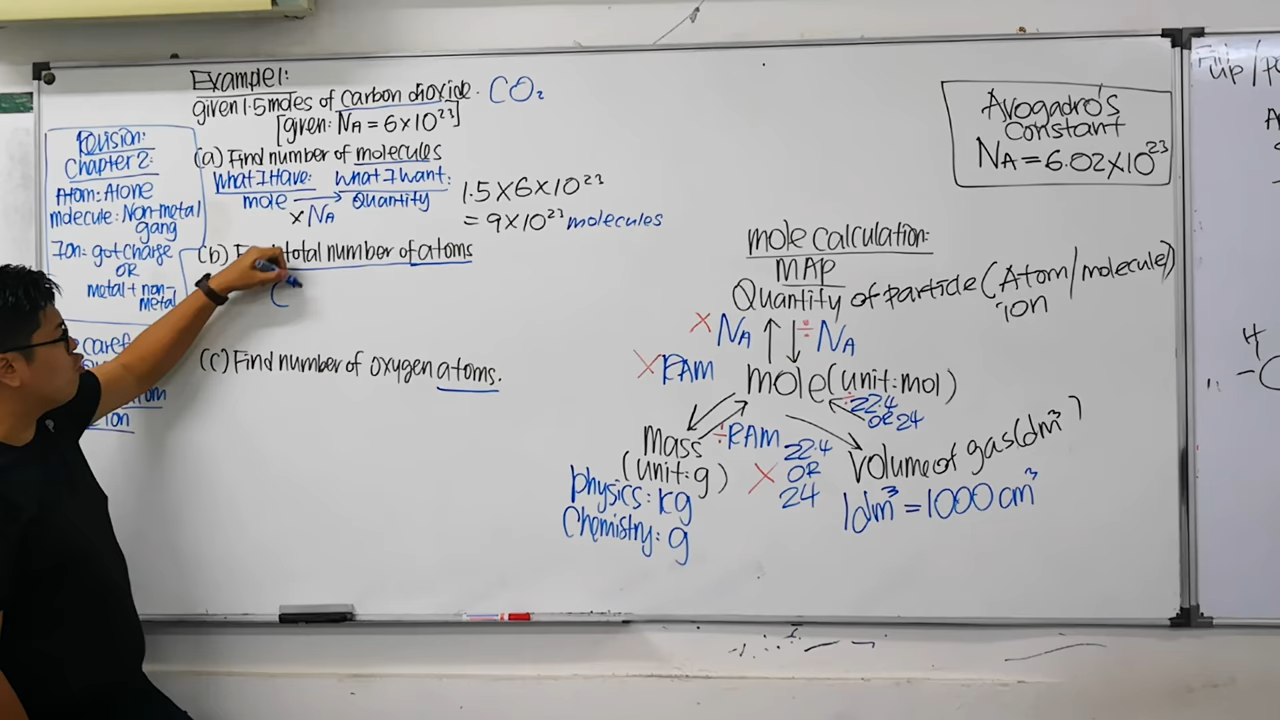 Example1:
given 1.5moles of carbon dioxide. CO₂
[given: NA = 6×10²³]
(a) Find number of molecules
What I Have: What I Want:
mole → Quantity
×NA
1.5×6×10²³
= 9×10²³ molecules
(b) total number of atoms
C
(c) Find number of oxygen atoms.
Revision:
Chapter 2:
Atom: Alone
molecule: Non-metal
gang
Ion: got charge
OR
metal + non-
metal
Avogadro's
Constant
NA = 6.02×10²³
mole calculation:
MAP
Quantity of particle (Atom/molecule)
ion
× NA ÷ NA
× RAM
mole (unit: mol)
÷ 22.4
OR 24
Mass
(unit: g)
÷ RAM
× 22.4
OR
24
volume of gas (dm³)
1dm³ = 1000 cm³
physics: kg
Chemistry: g
up /